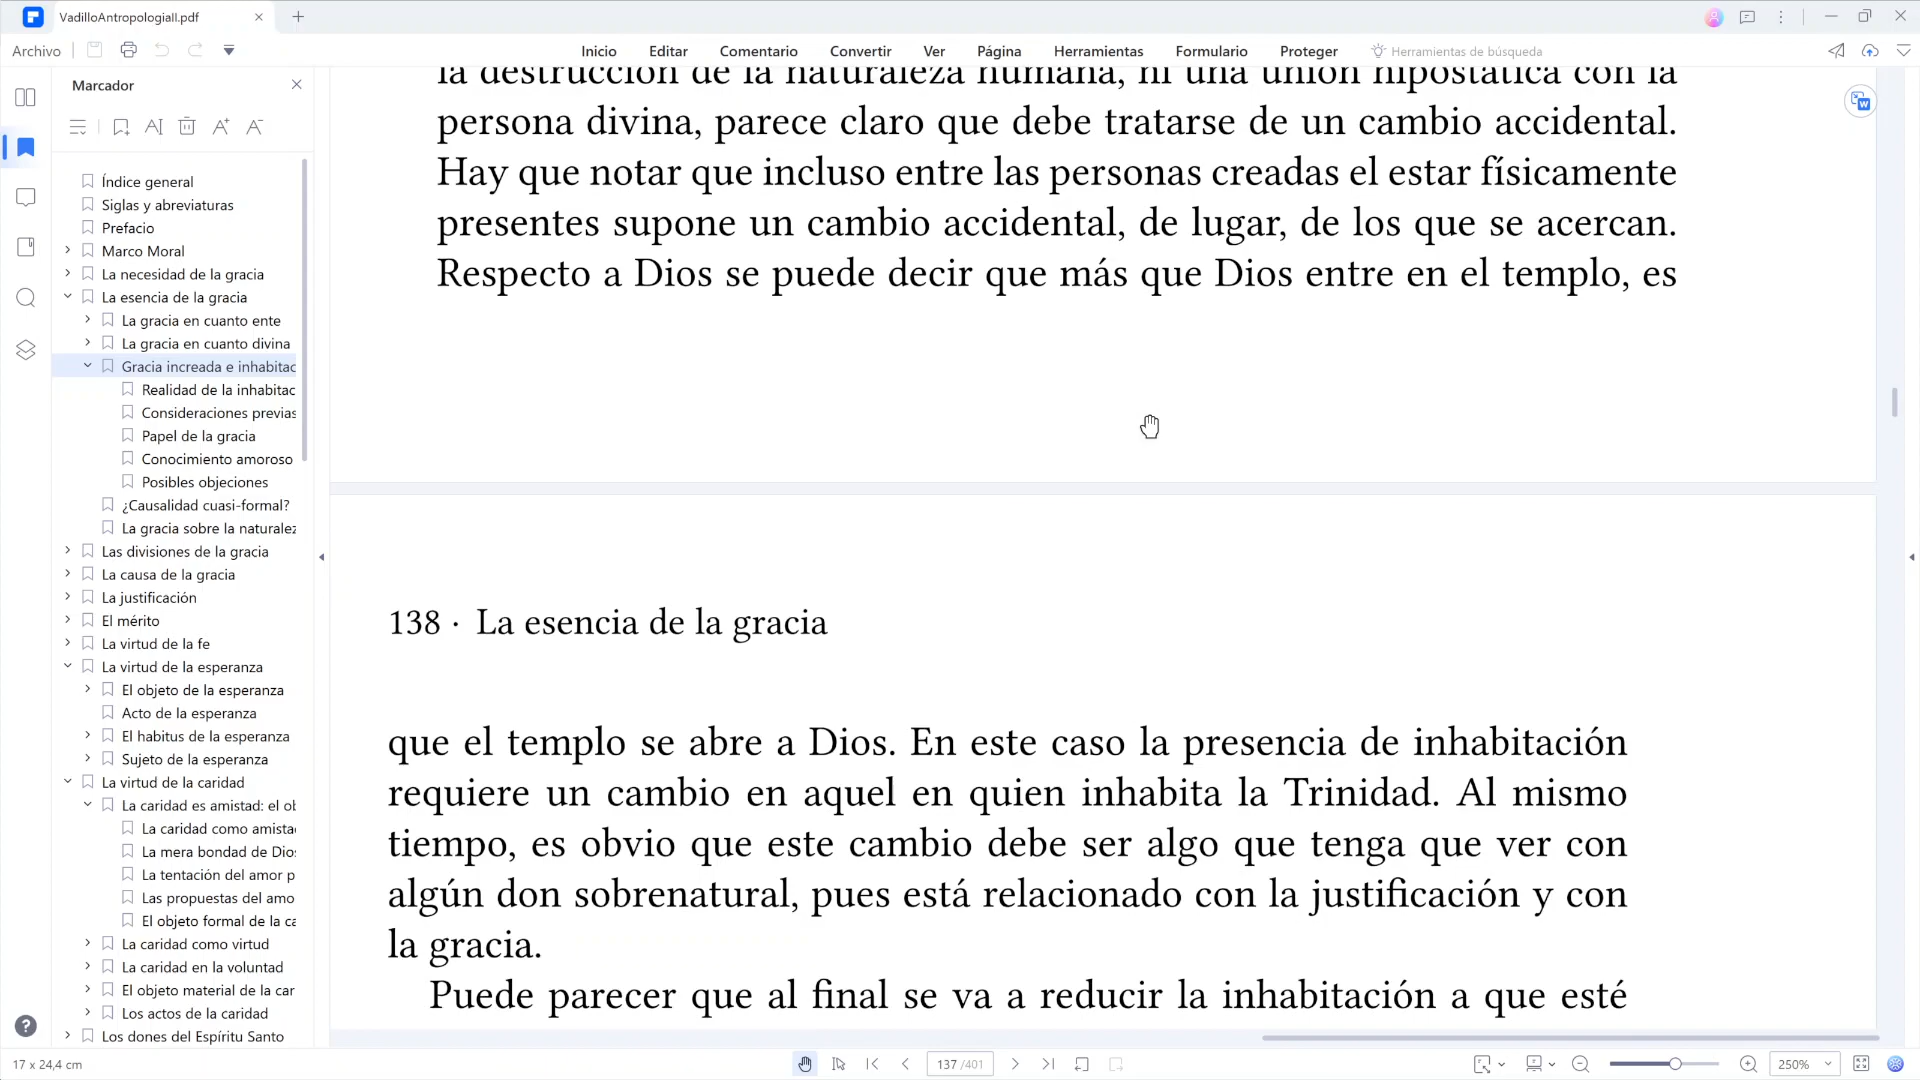 VadilloAntropologiaII.pdf
Archivo
Inicio
Editar
Comentario
Convertir
Ver
Página
Herramientas
Formulario
Proteger
Herramientas de búsqueda
Marcador
Índice general
Siglas y abreviaturas
Prefacio
Marco Moral
La necesidad de la gracia
La esencia de la gracia
La gracia en cuanto ente
La gracia en cuanto divina
Gracia increada e inhabitac
Realidad de la inhabitac
Consideraciones previas
Papel de la gracia
Conocimiento amoroso
Posibles objeciones
¿Causalidad cuasi-formal?
La gracia sobre la naturalez
Las divisiones de la gracia
La causa de la gracia
La justificación
El mérito
La virtud de la fe
La virtud de la esperanza
El objeto de la esperanza
Acto de la esperanza
El habitus de la esperanza
Sujeto de la esperanza
La virtud de la caridad
La caridad es amistad: el ob
La caridad como amista
La mera bondad de Dio
La tentación del amor p
Las propuestas del amo
El objeto formal de la ca
La caridad como virtud
La caridad en la voluntad
El objeto material de la car
Los actos de la caridad
Los dones del Espíritu Santo
la destrucción de la naturaleza humana, ni una unión hipostática con la
persona divina, parece claro que debe tratarse de un cambio accidental.
Hay que notar que incluso entre las personas creadas el estar físicamente
presentes supone un cambio accidental, de lugar, de los que se acercan.
Respecto a Dios se puede decir que más que Dios entre en el templo, es
138 · La esencia de la gracia
que el templo se abre a Dios. En este caso la presencia de inhabitación
requiere un cambio en aquel en quien inhabita la Trinidad. Al mismo
tiempo, es obvio que este cambio debe ser algo que tenga que ver con
algún don sobrenatural, pues está relacionado con la justificación y con
la gracia.
Puede parecer que al final se va a reducir la inhabitación a que esté
17 x 24,4 cm
137 /401
250%